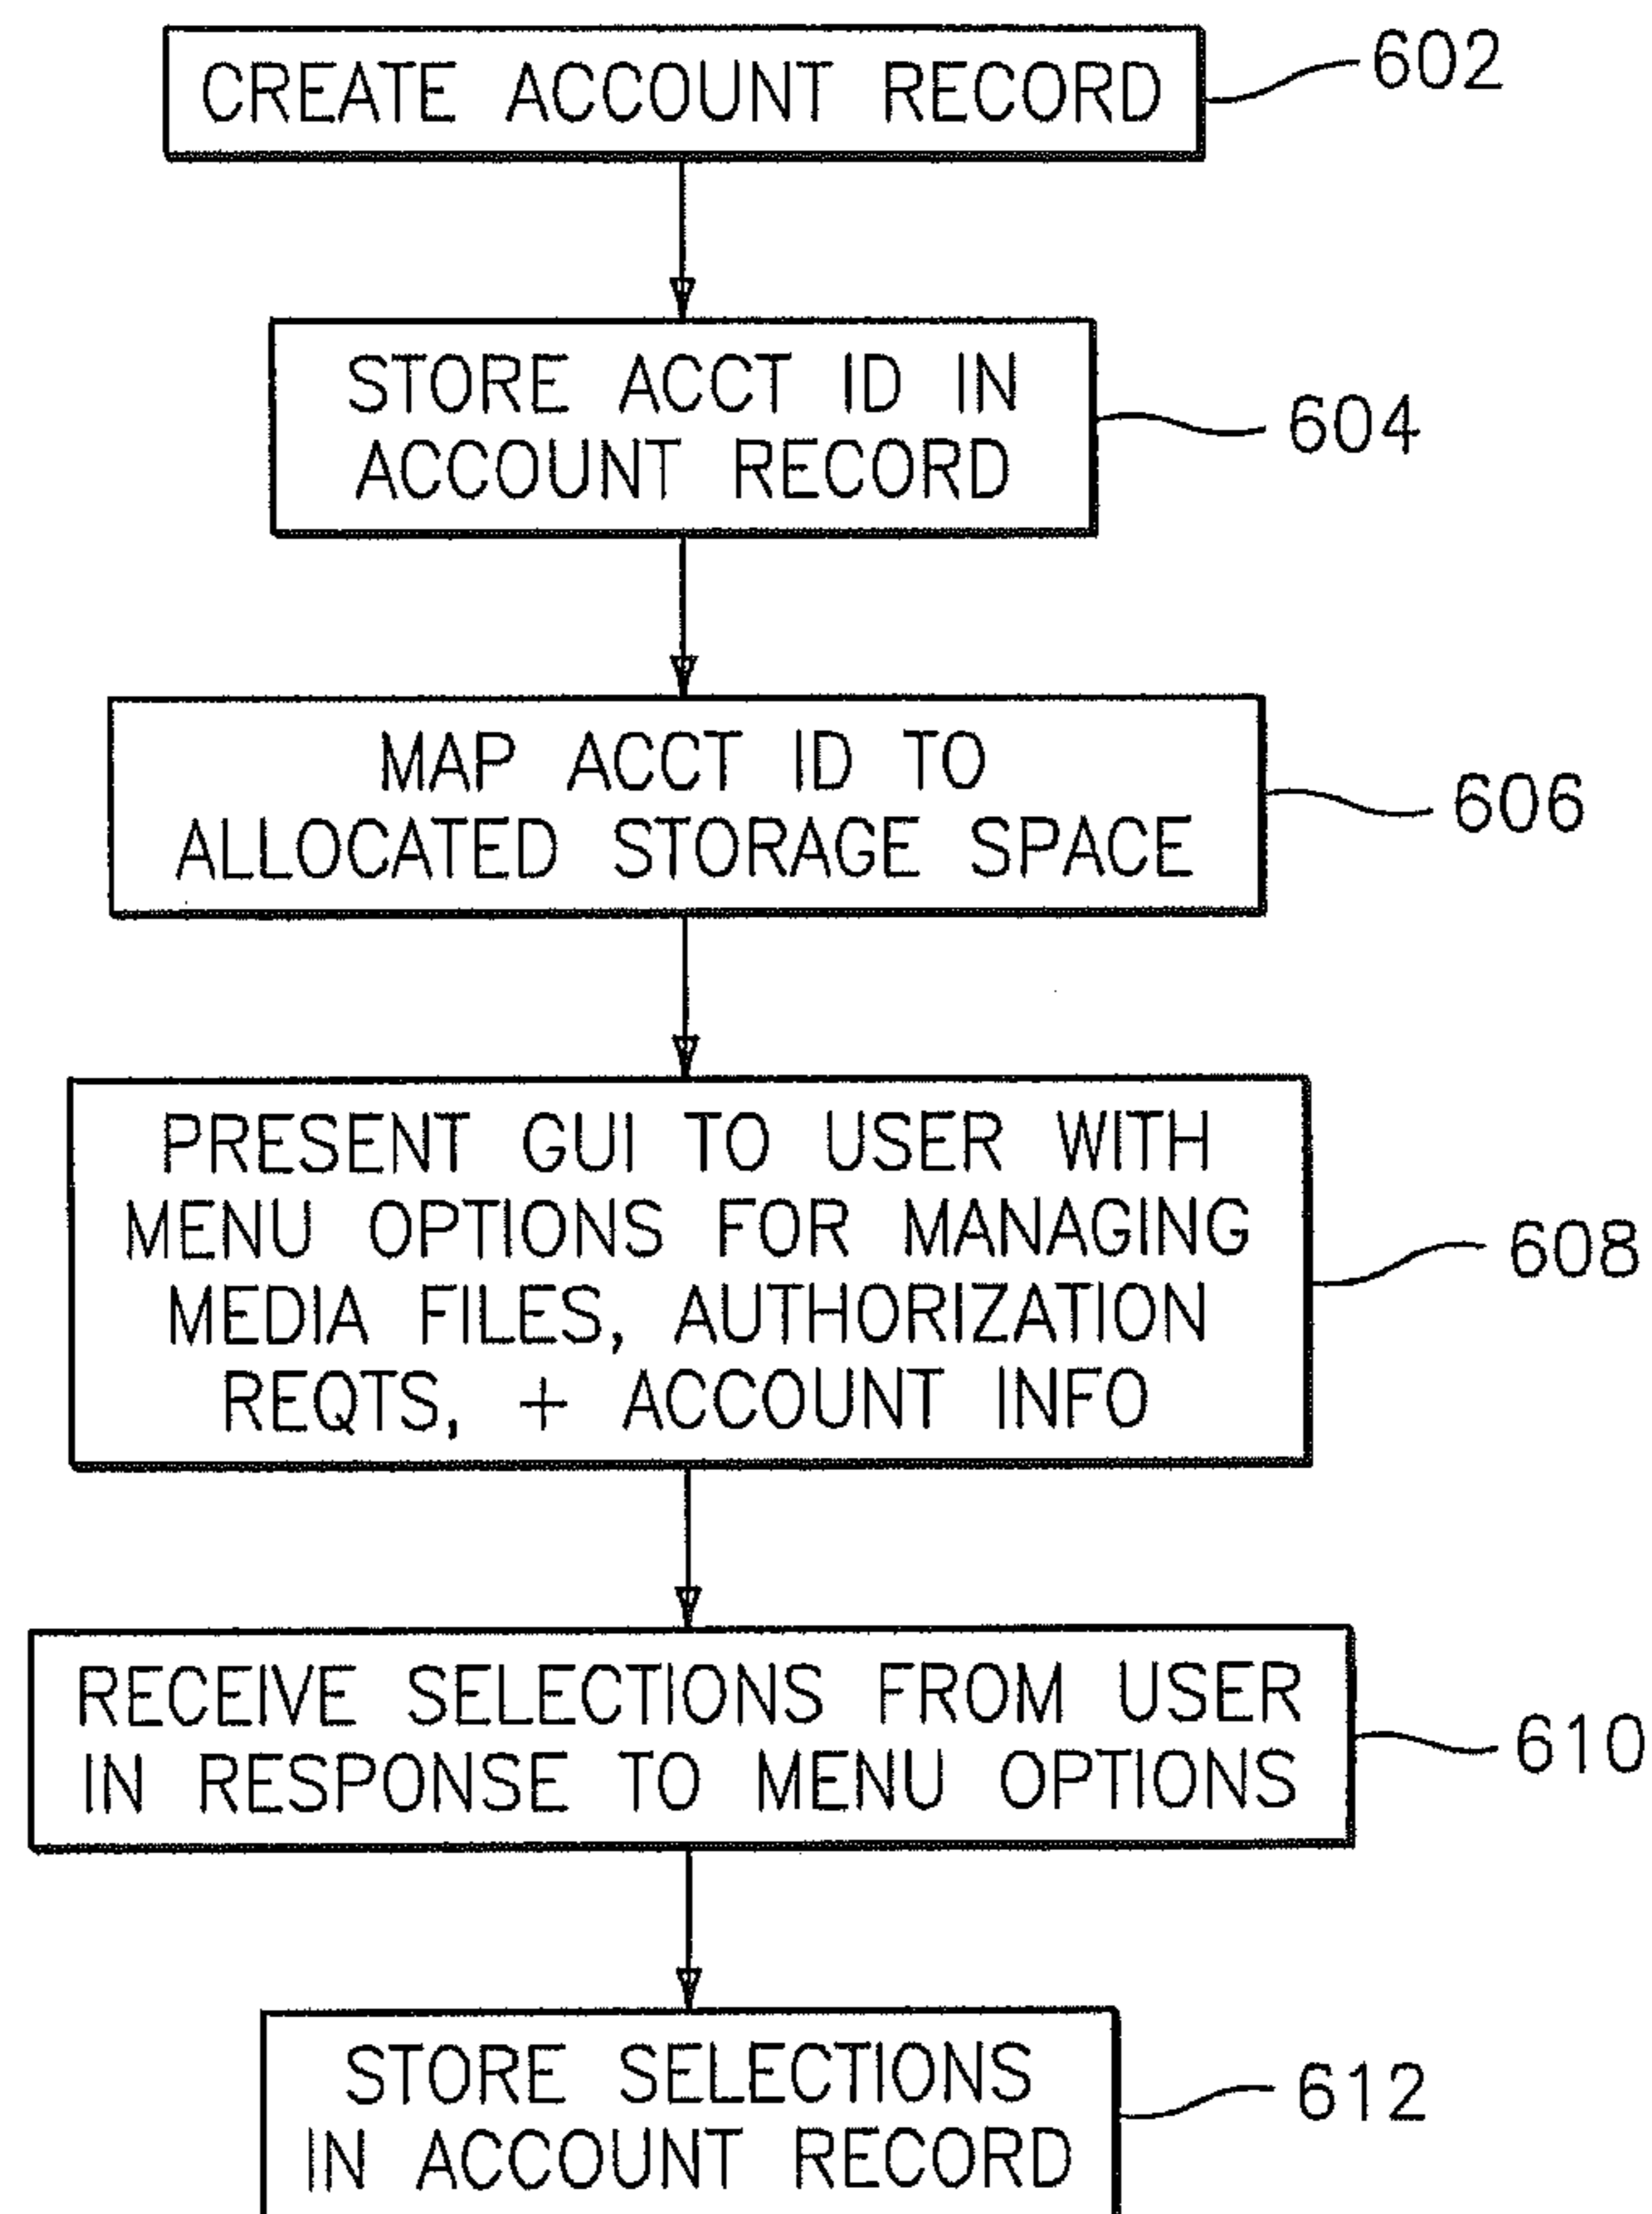 CREATE ACCOUNT RECORD
602
STORE ACCT ID IN
ACCOUNT RECORD
604
MAP ACCT ID TO
ALLOCATED STORAGE SPACE
606
PRESENT GUI TO USER WITH
MENU OPTIONS FOR MANAGING
MEDIA FILES, AUTHORIZATION
REQTS, + ACCOUNT INFO
608
RECEIVE SELECTIONS FROM USER
IN RESPONSE TO MENU OPTIONS
610
STORE SELECTIONS
IN ACCOUNT RECORD
612